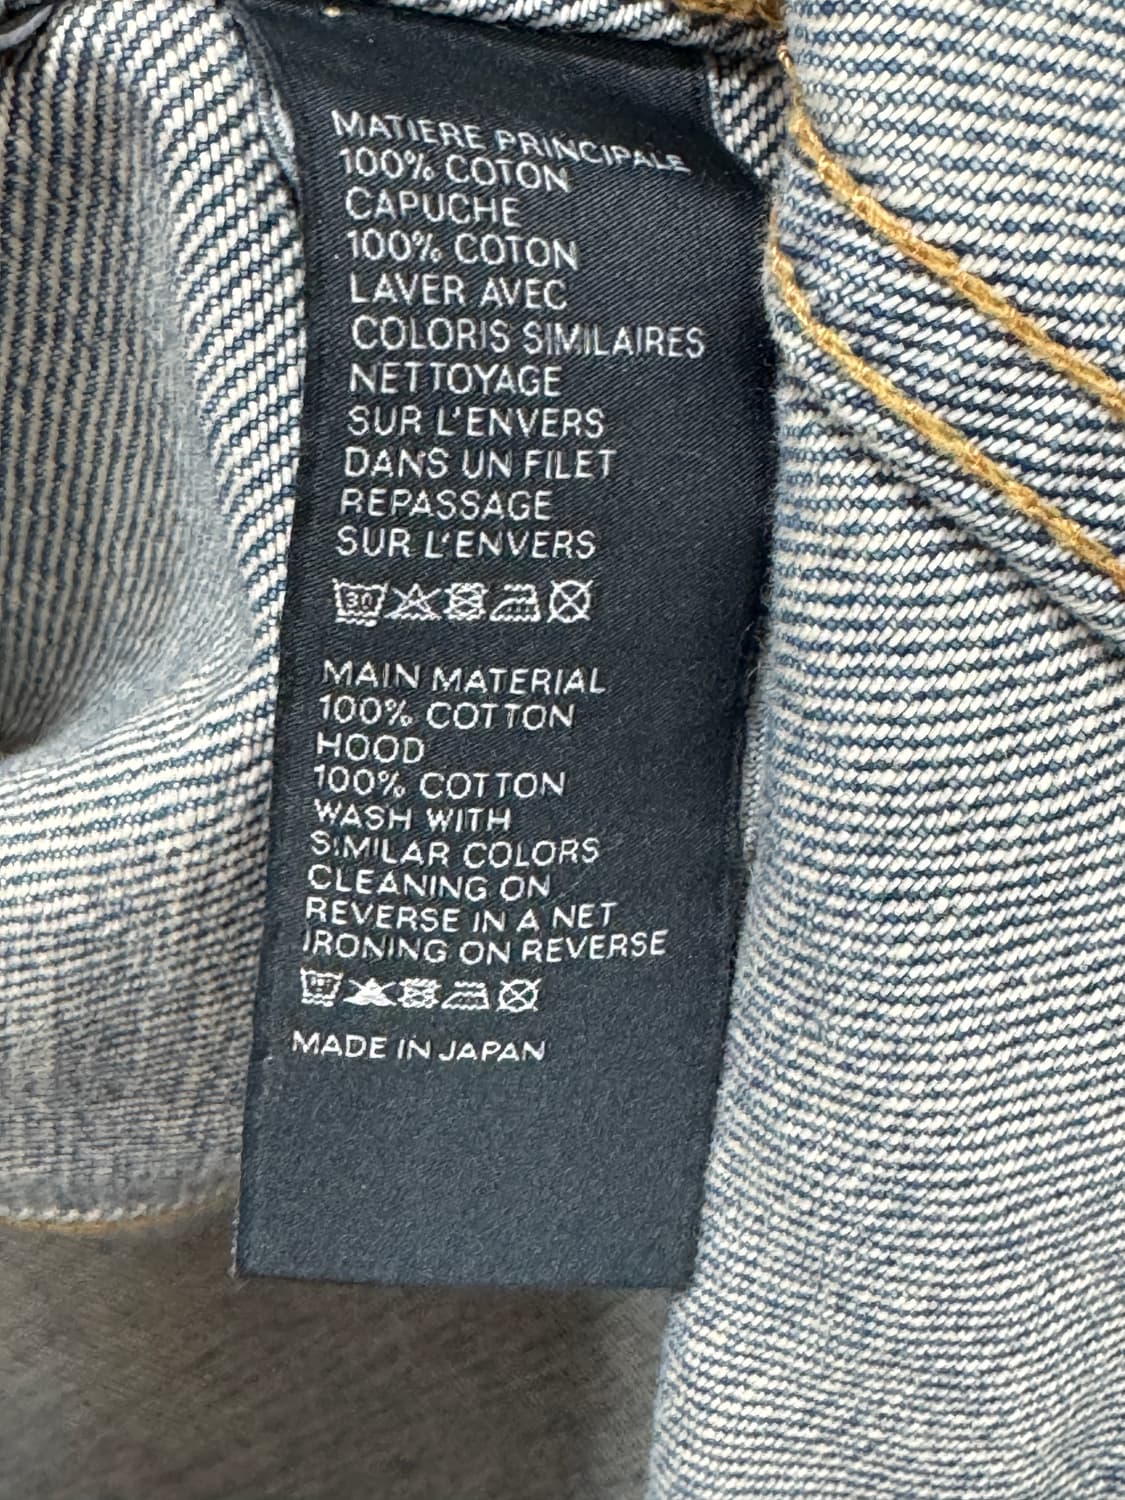 MATIERE PRINCIPALE
100% COTON
CAPUCHE
100% COTON
LAVER AVEC
COLORIS SIMILAIRES
NETTOYAGE
SUR L'ENVERS
DANS UN FILET
REPASSAGE
SUR L'ENVERS
30
MAIN MATERIAL
100% COTTON
HOOD
100% COTTON
WASH WITH
SIMILAR COLORS
CLEANING ON
REVERSE IN A NET
IRONING ON REVERSE
MADE IN JAPAN